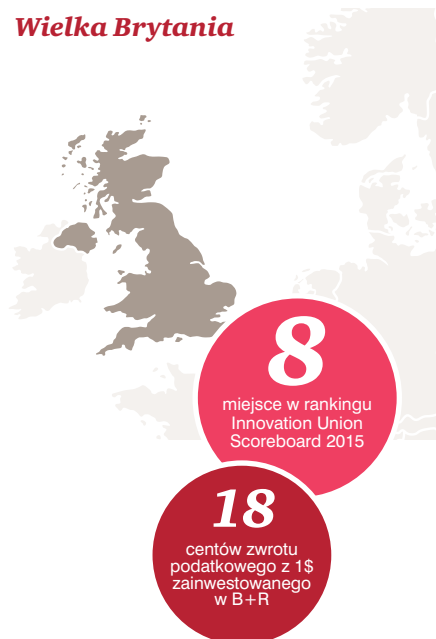 Wielka Brytania
8
miejsce w rankingu
Innovation Union
Scoreboard 2015
18
centów zwrotu
podatkowego z 1$
zainwestowanego
w B+R